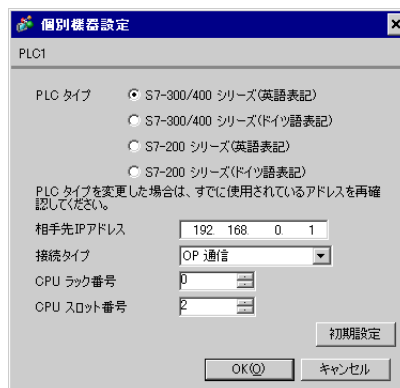 個別機器設定
PLC1
PLC タイプ
S7-300/400 シリーズ(英語表記)
S7-300/400 シリーズ(ドイツ語表記)
S7-200 シリーズ(英語表記)
S7-200 シリーズ(ドイツ語表記)
PLC タイプを変更した場合は、すでに使用されているアドレスを再確
認してください。
相手先IPアドレス 192. 168. 0. 1
接続タイプ OP 通信
CPU ラック番号 0
CPU スロット番号 2
初期設定
OK(O) キャンセル